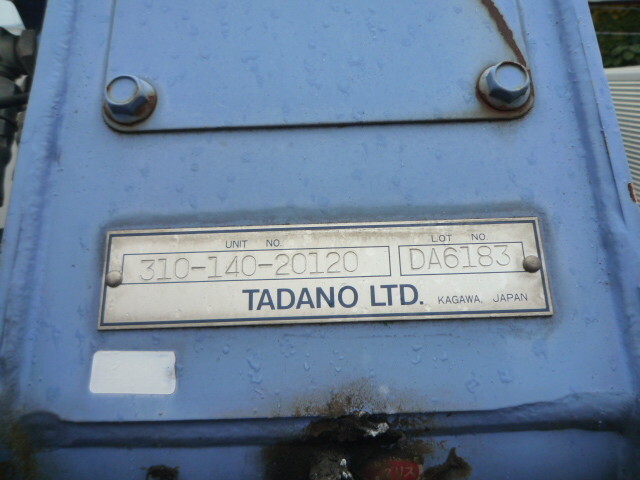 UNIT NO. LOT NO.
310-140-20120 DA6183
TADANO LTD. KAGAWA, JAPAN